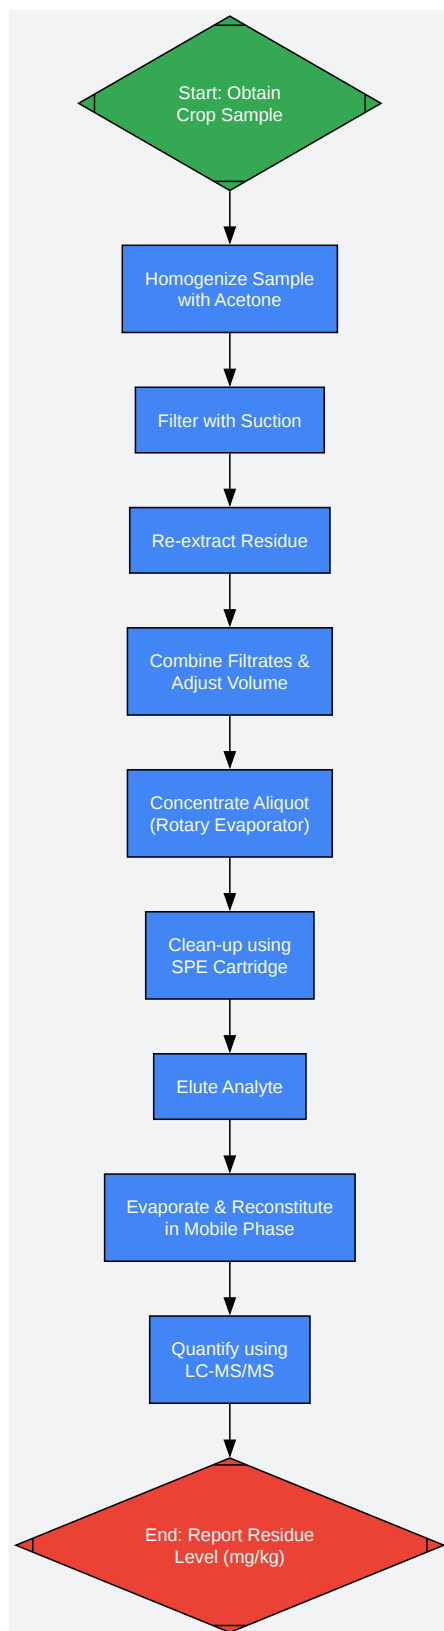 Start: Obtain
Crop Sample
Homogenize Sample
with Acetone
Filter with Suction
Re-extract Residue
Combine Filtrates &
Adjust Volume
Concentrate Aliquot
(Rotary Evaporator)
Clean-up using
SPE Cartridge
Elute Analyte
Evaporate & Reconstitute
in Mobile Phase
Quantify using
LC-MS/MS
End: Report Residue
Level (mg/kg)